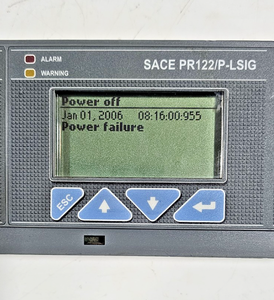 ALARM
WARNING
SACE PR122/P-LSIG
Power off
Jan 01, 2006 08:16:00:955
Power failure
ESC